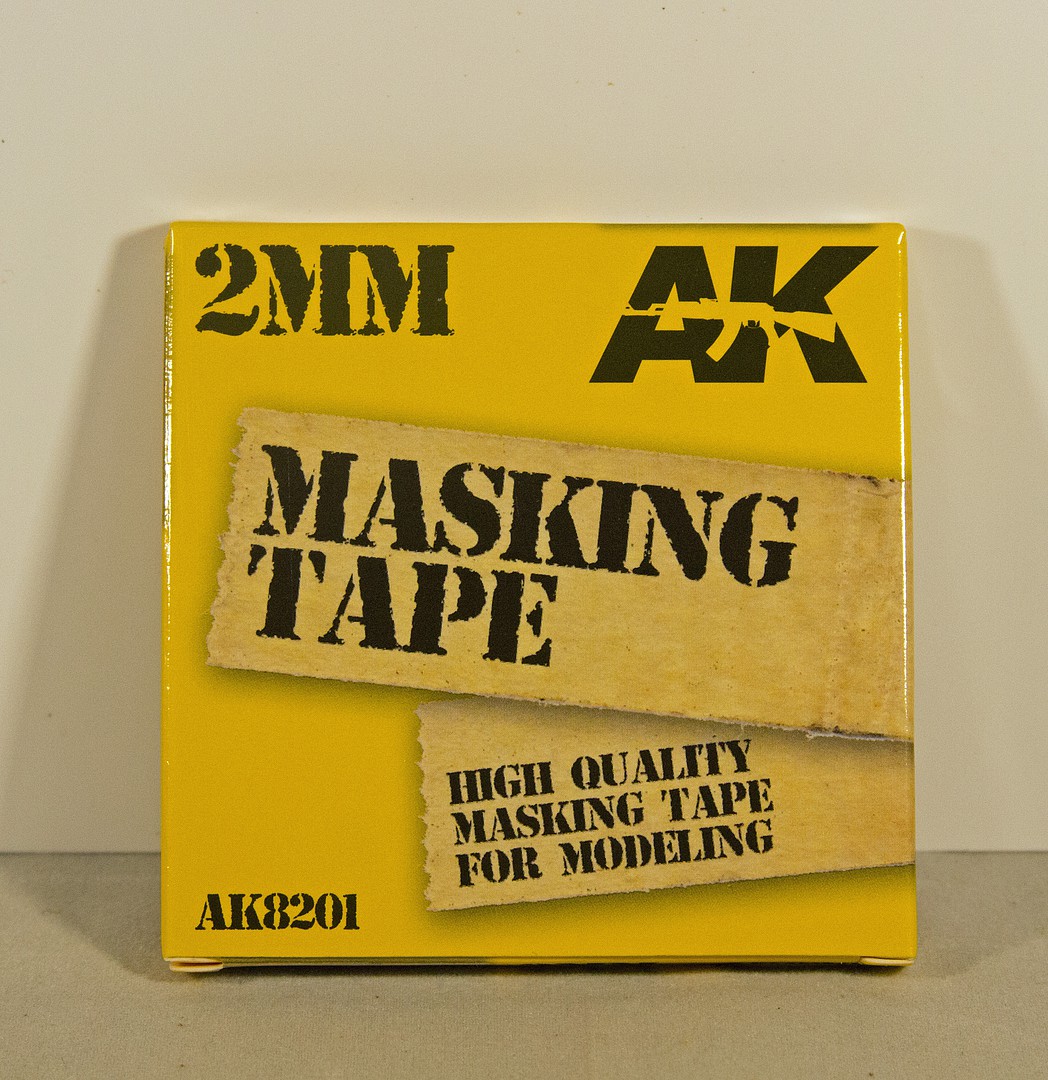 2MM
AK
MASKING
TAPE
HIGH QUALITY
MASKING TAPE
FOR MODELING
AK8201